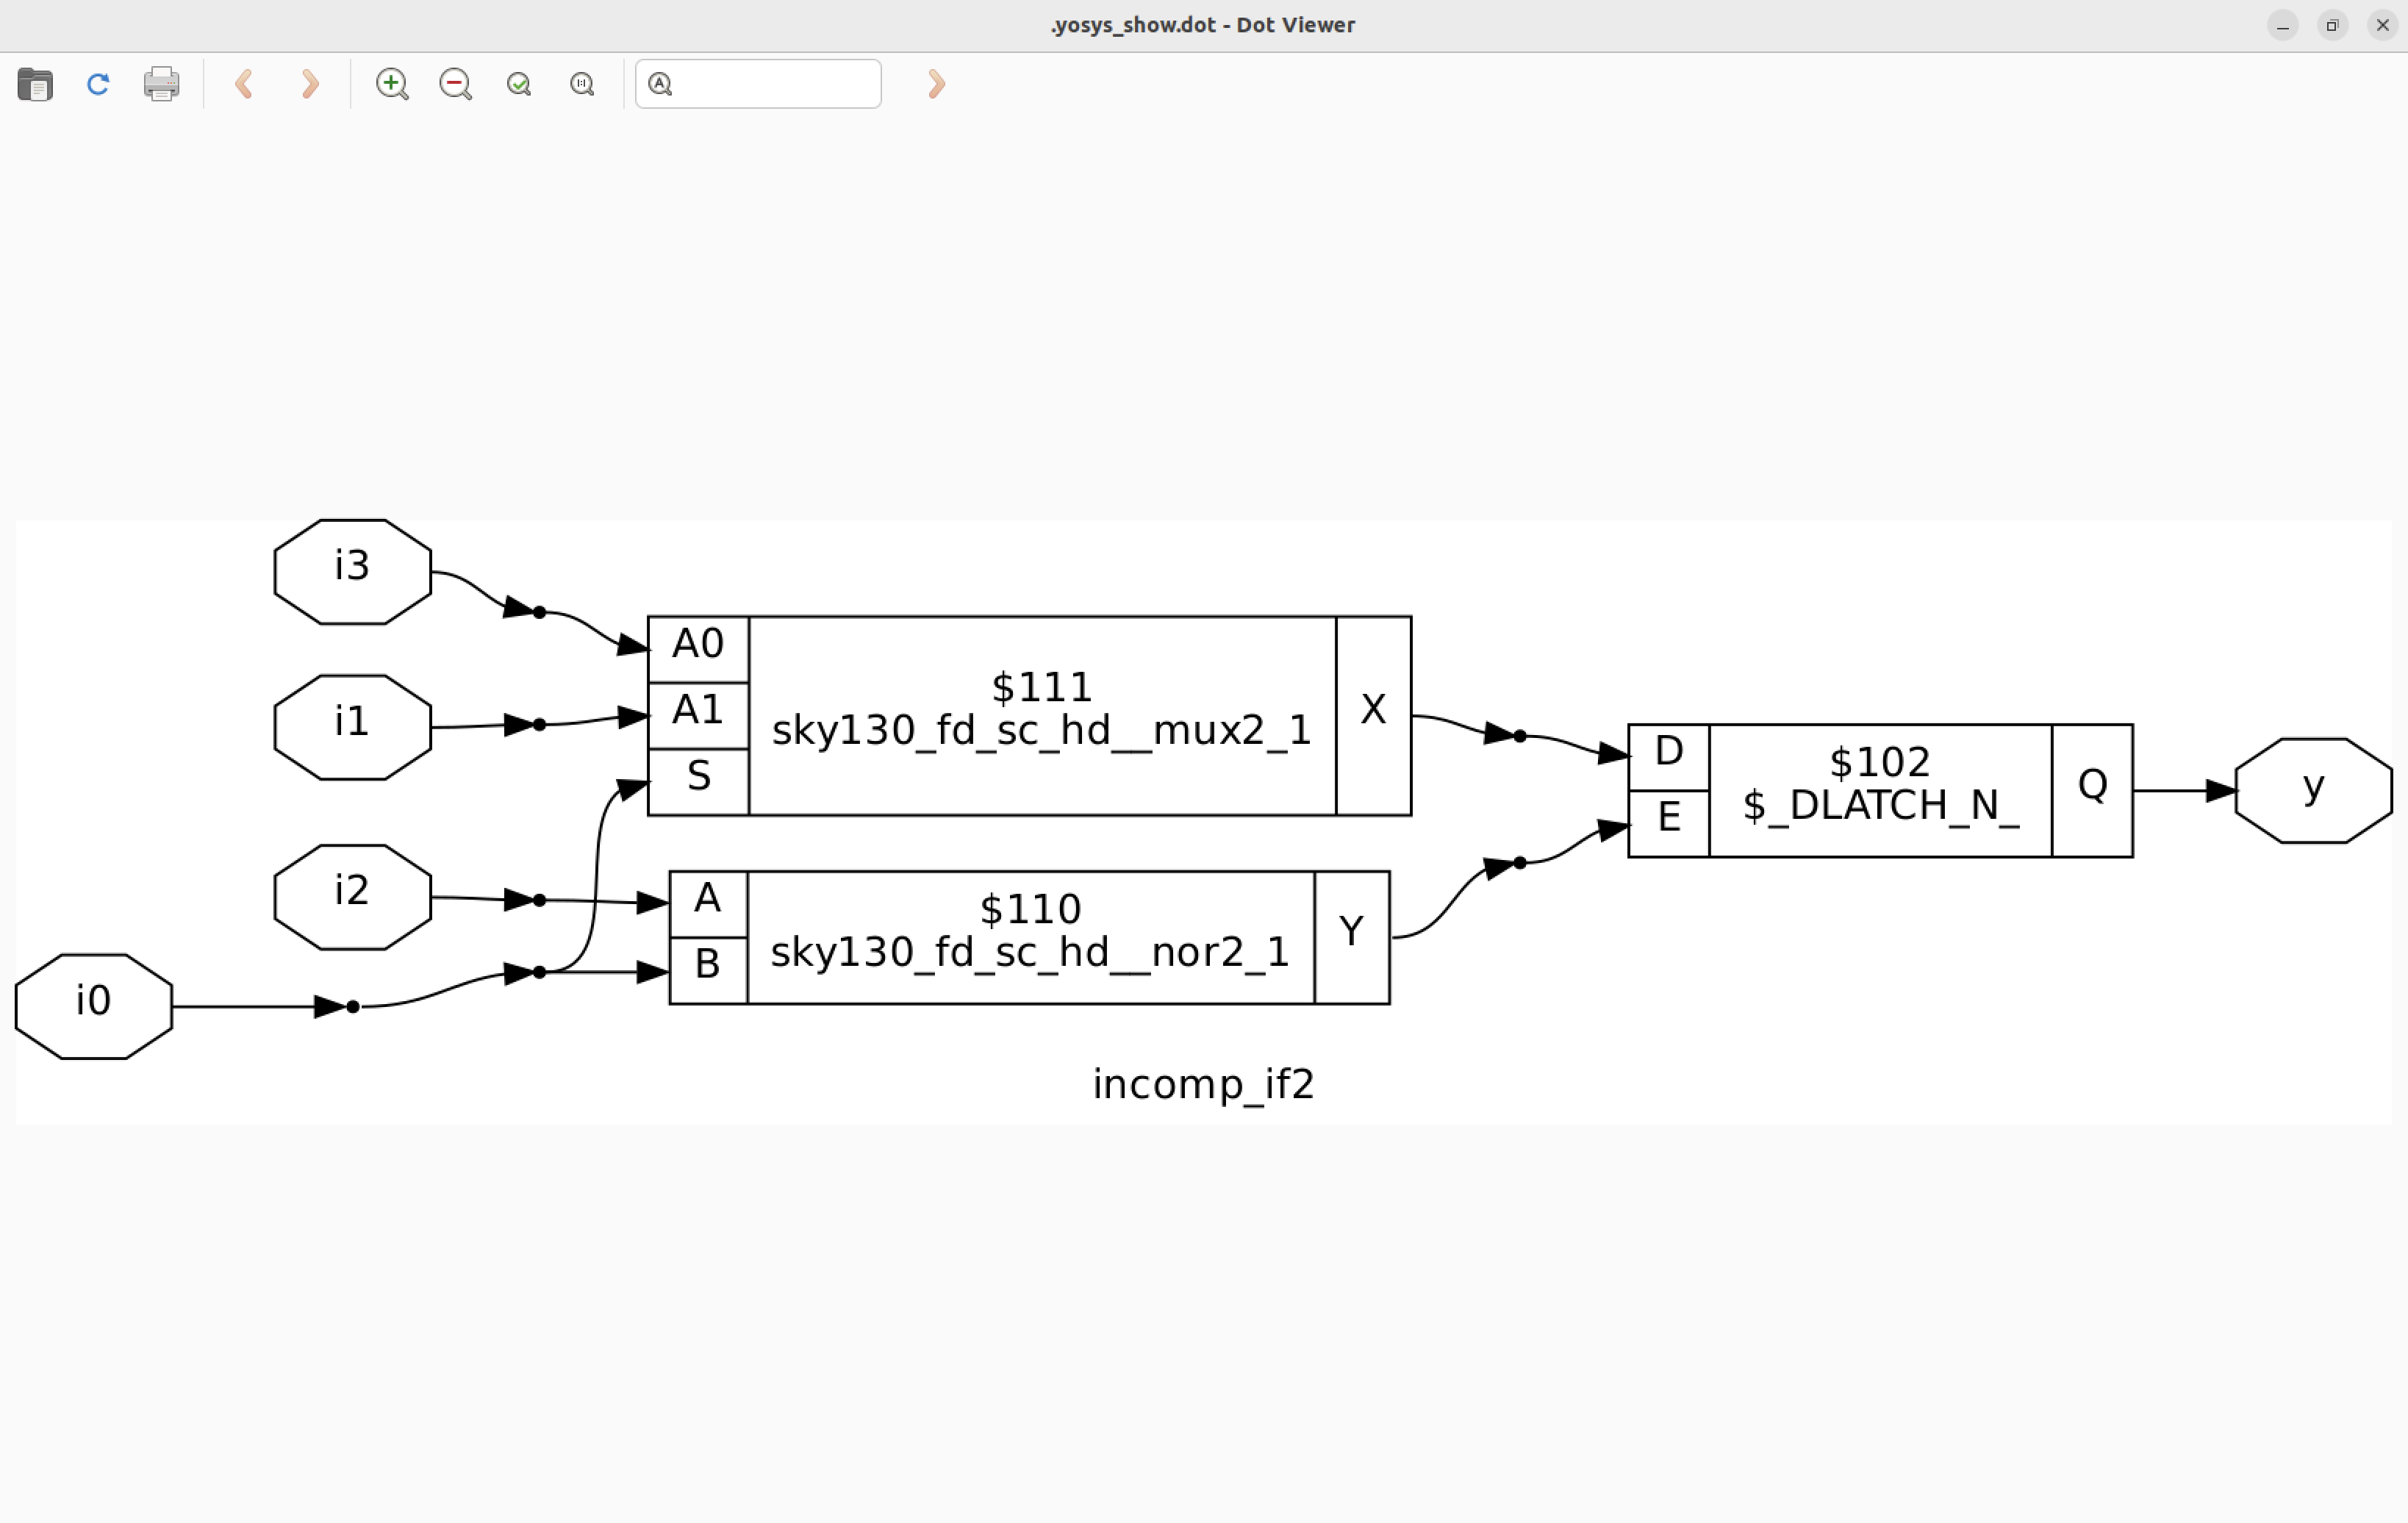 .yosys_show.dot - Dot Viewer
i3
i1
i2
i0
A0
A1
S
$111
sky130_fd_sc_hd__mux2_1
X
A
B
$110
sky130_fd_sc_hd__nor2_1
Y
D
E
$102
$_DLATCH_N_
Q
y
incomp_if2